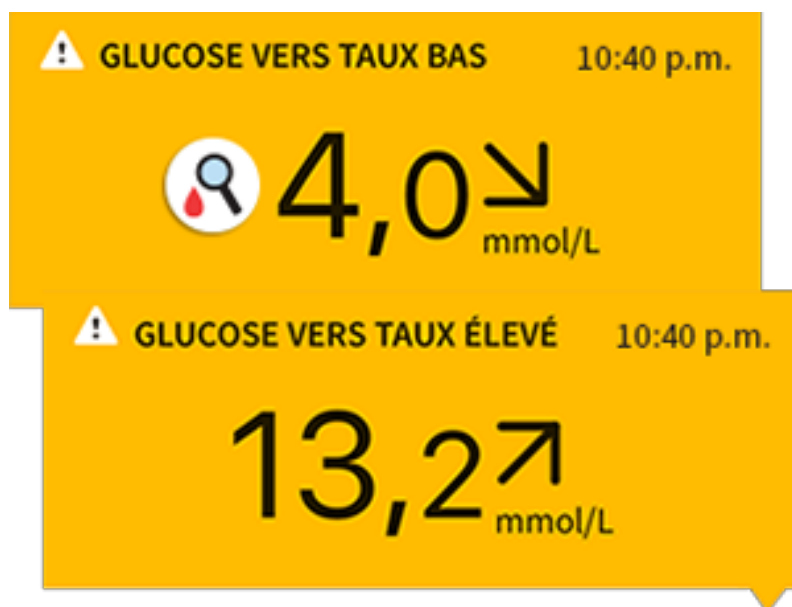 GLUCOSE VERS TAUX BAS 10:40 p.m.
4,0 mmol/L
GLUCOSE VERS TAUX ÉLEVÉ 10:40 p.m.
13,2 mmol/L